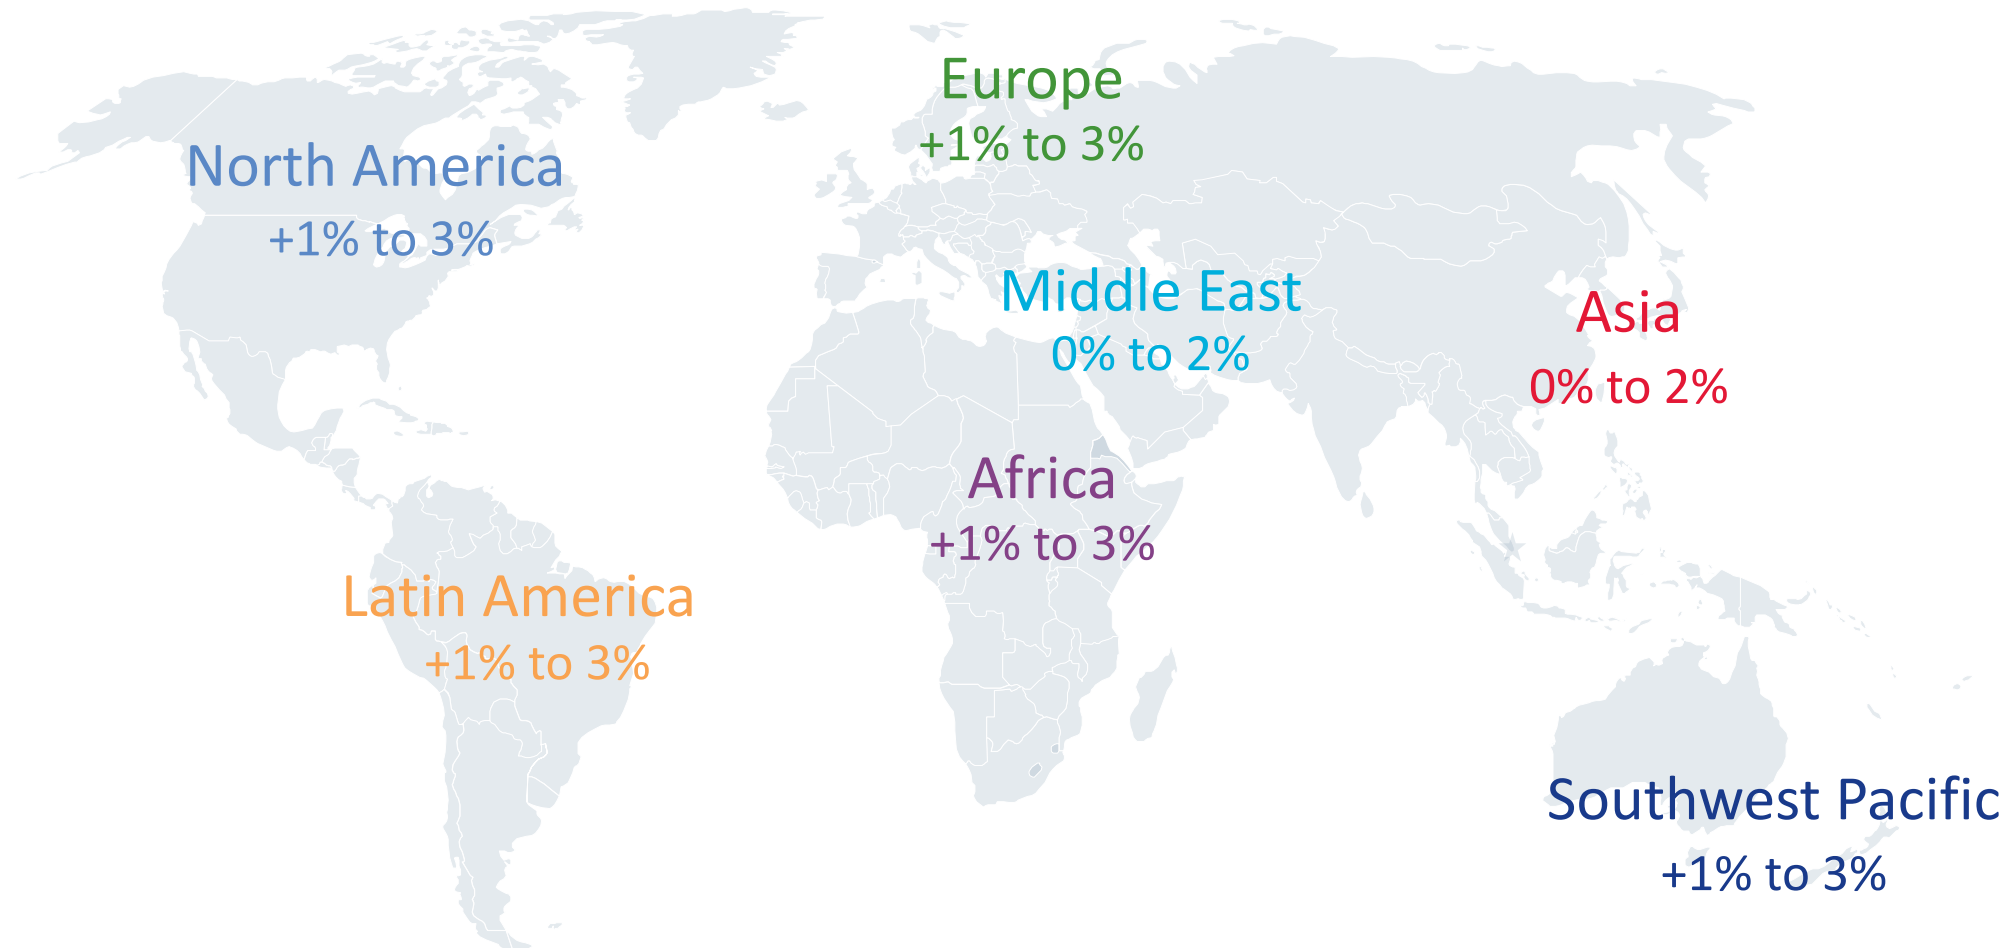 Europe
+1% to 3%
North America
+1% to 3%
Middle East
0% to 2%
Asia
0% to 2%
Africa
+1% to 3%
Latin America
+1% to 3%
Southwest Pacific
+1% to 3%